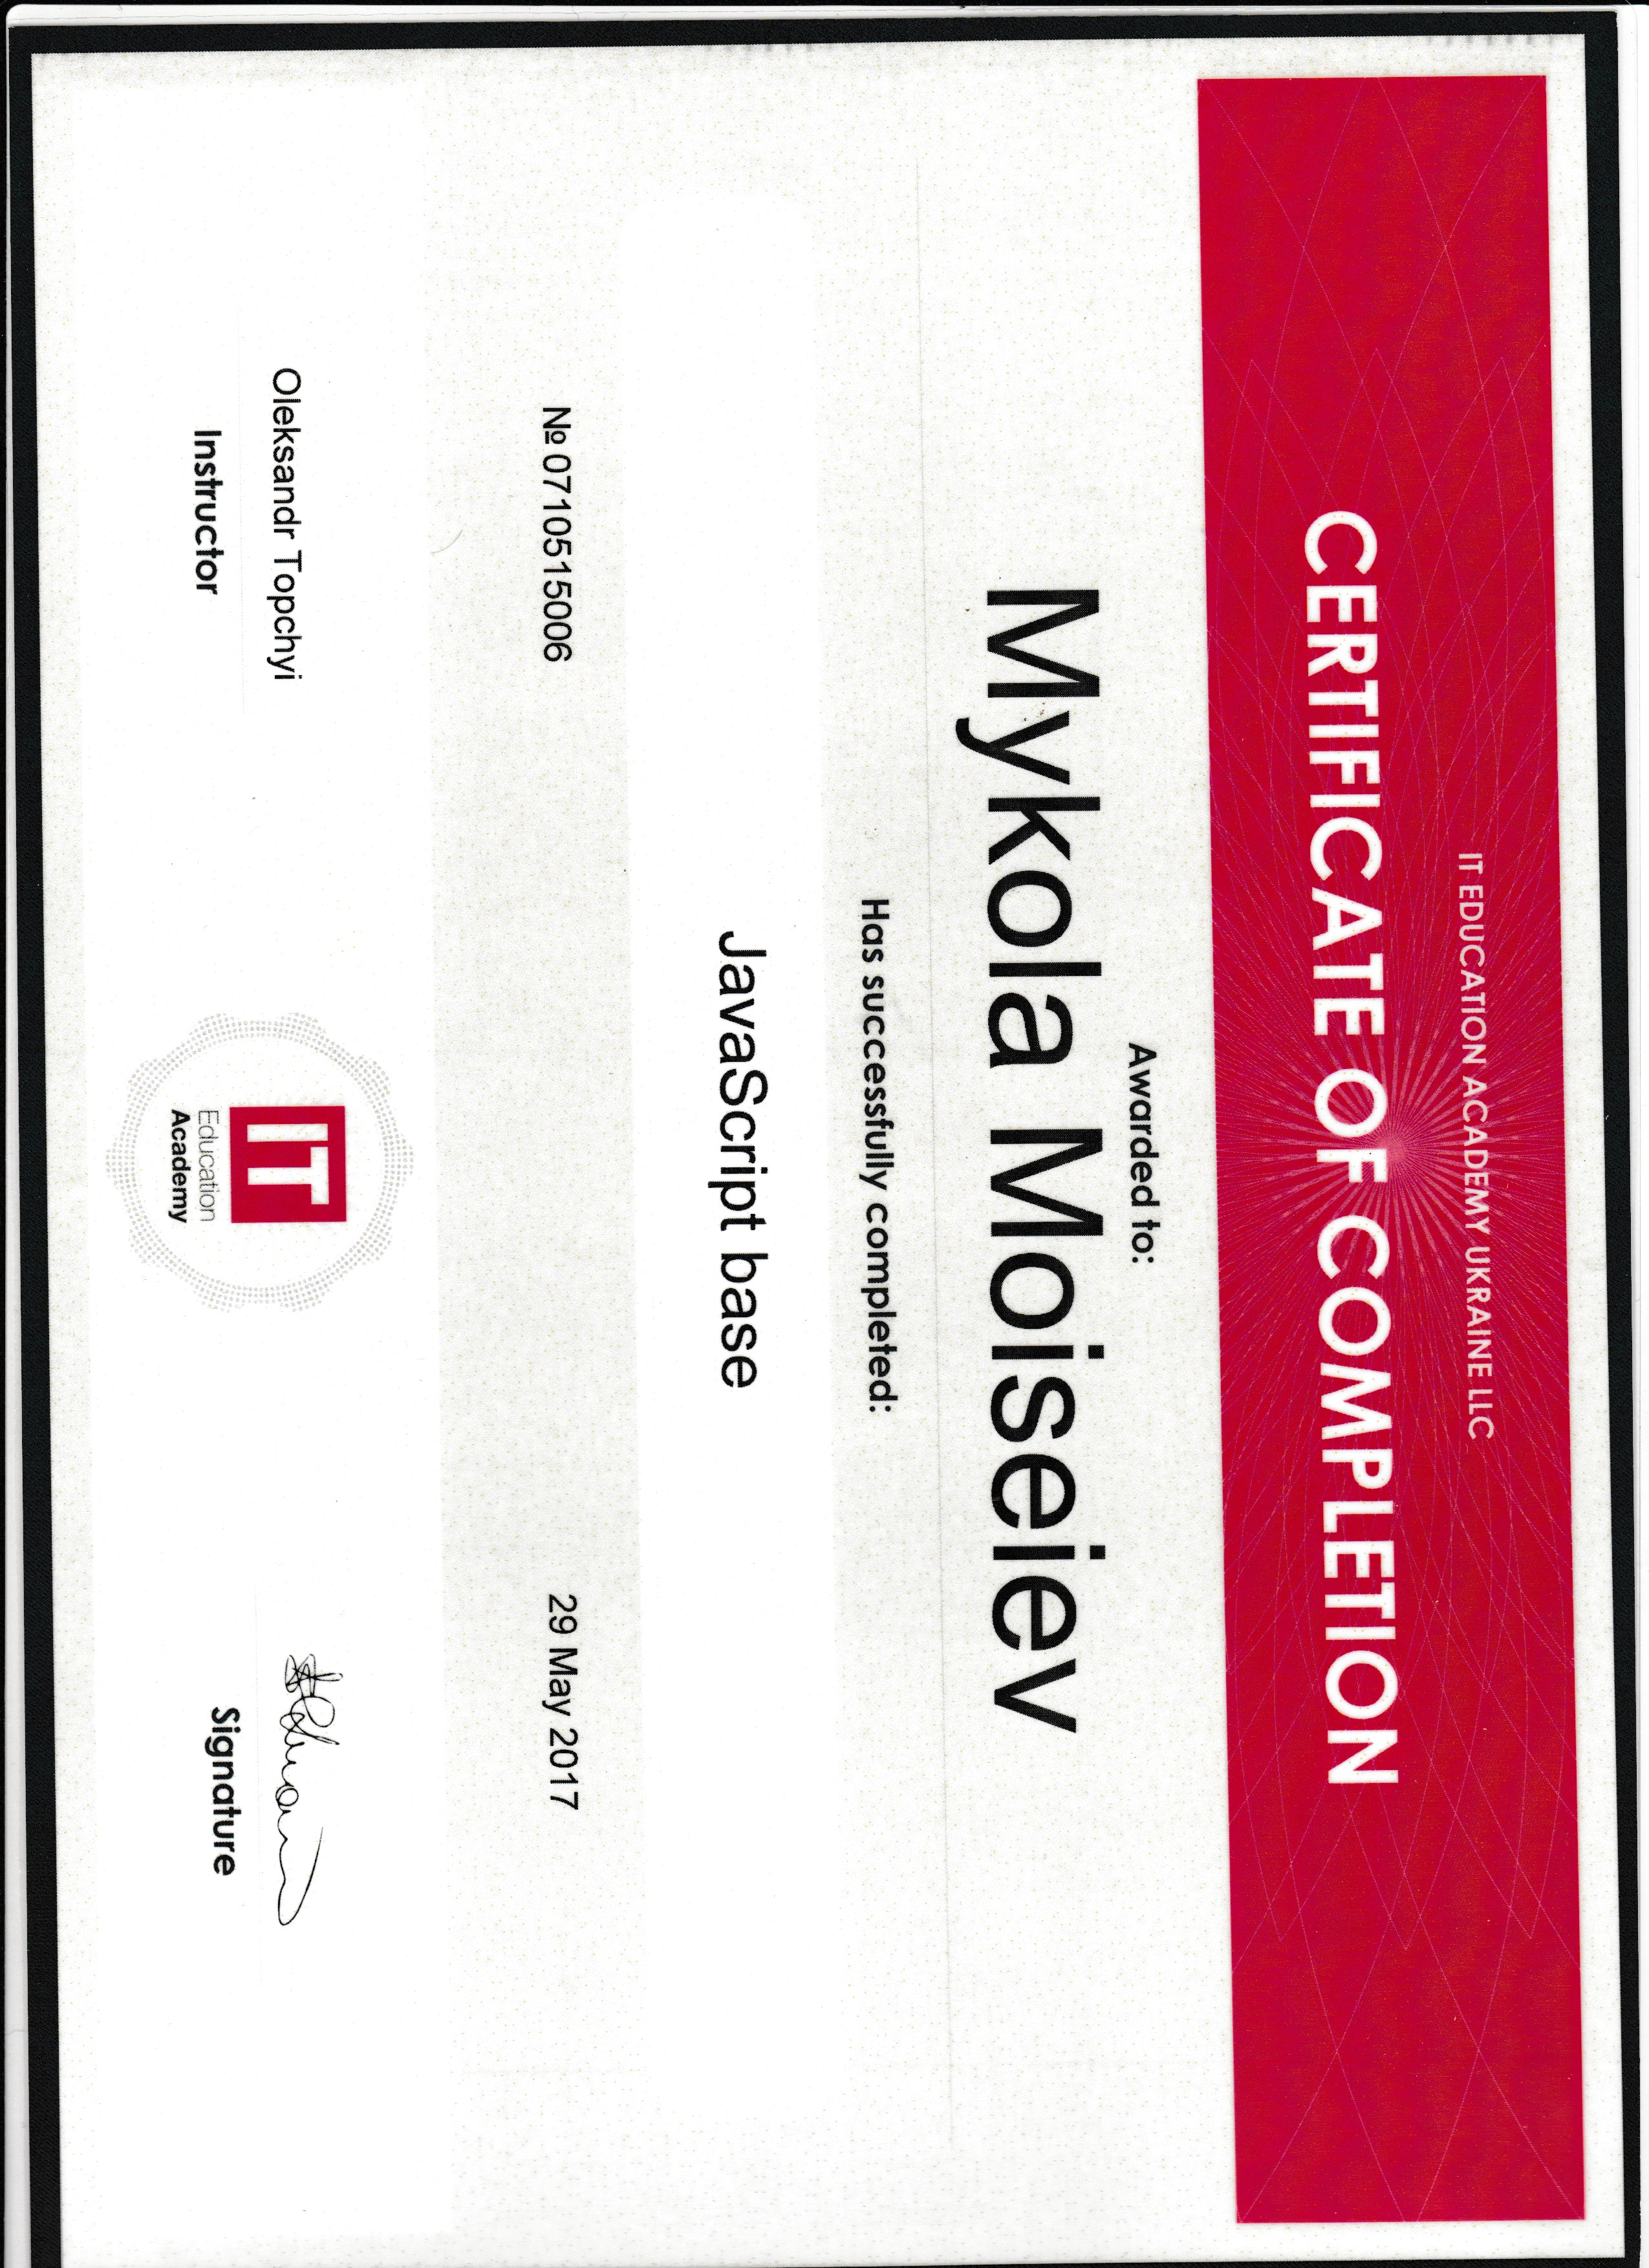 IT EDUCATION ACADEMY UKRAINE LLC
CERTIFICATE OF COMPLETION
Awarded to:
Mykola Moiseiev
Has successfully completed:
JavaScript base
№ 0710515006
29 May 2017
Oleksandr Topchyi
Instructor
IT
Education
Academy
Signature